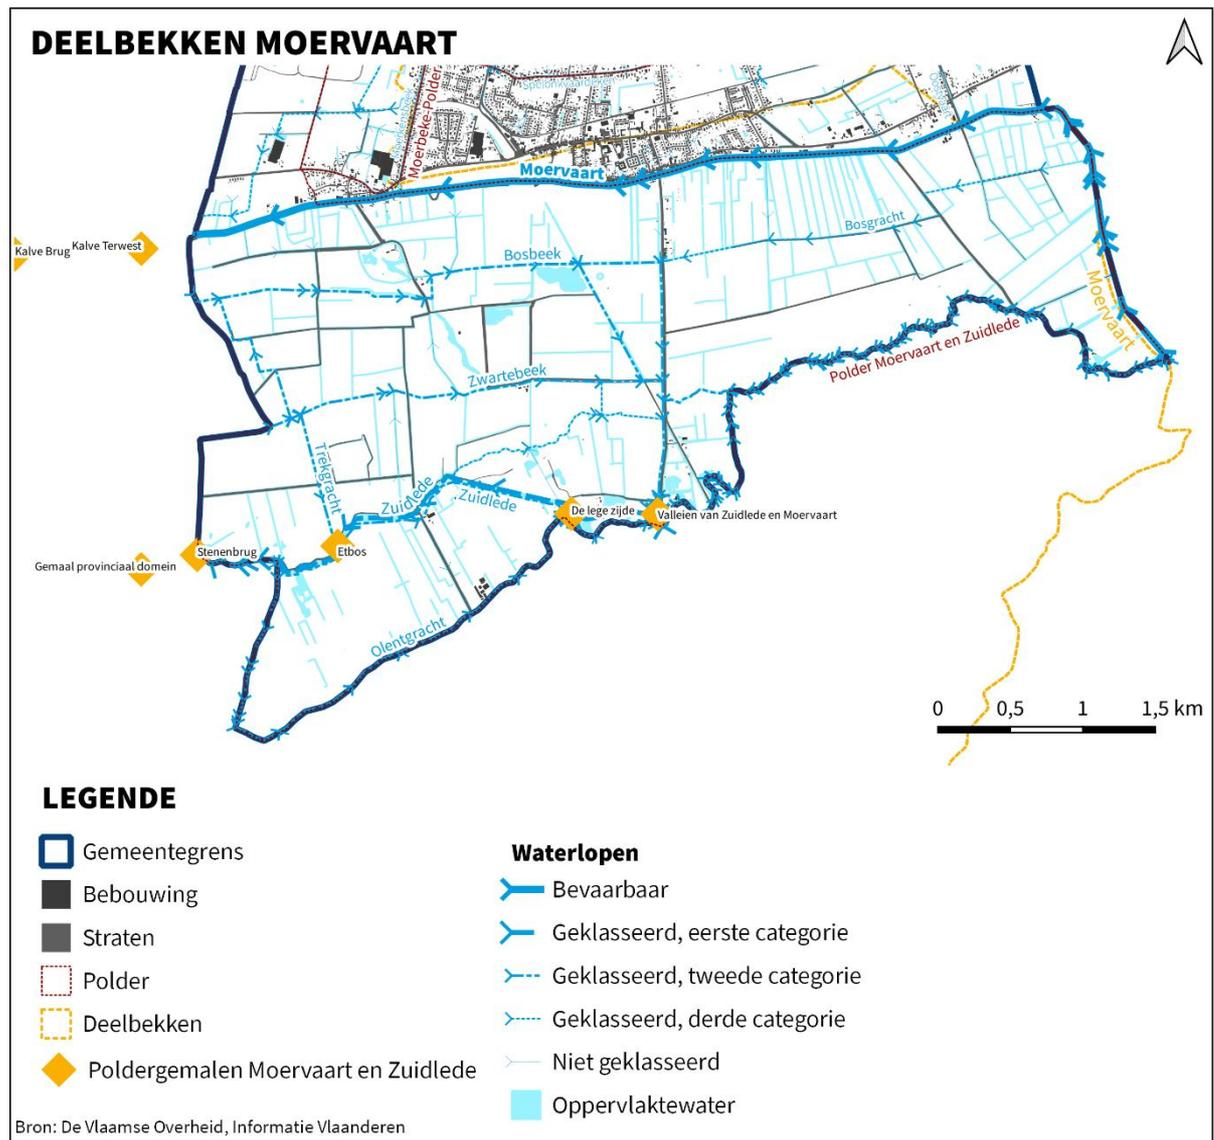 DEELBEKKEN MOERVAART
Moerbeke-Polder
Moervaart
Kalve Brug
Kalve Terwest
Bosgracht
Bosbeek
Moervaart
Polder Moervaart en Zuidlede
Zwartebeek
Trekgracht
Zuidlede
Zuidlede
De lege zijde
Valleien van Zuidlede en Moervaart
Stenenbrug
Etbos
Gemaal provinciaal domein
Olentgracht
0 0,5 1 1,5 km
LEGENDE
Gemeentegrens
Bebouwing
Straten
Polder
Deelbekken
Poldergemalen Moervaart en Zuidlede
Waterlopen
Bevaarbaar
Geklasseerd, eerste categorie
Geklasseerd, tweede categorie
Geklasseerd, derde categorie
Niet geklasseerd
Oppervlaktewater
Bron: De Vlaamse Overheid, Informatie Vlaanderen